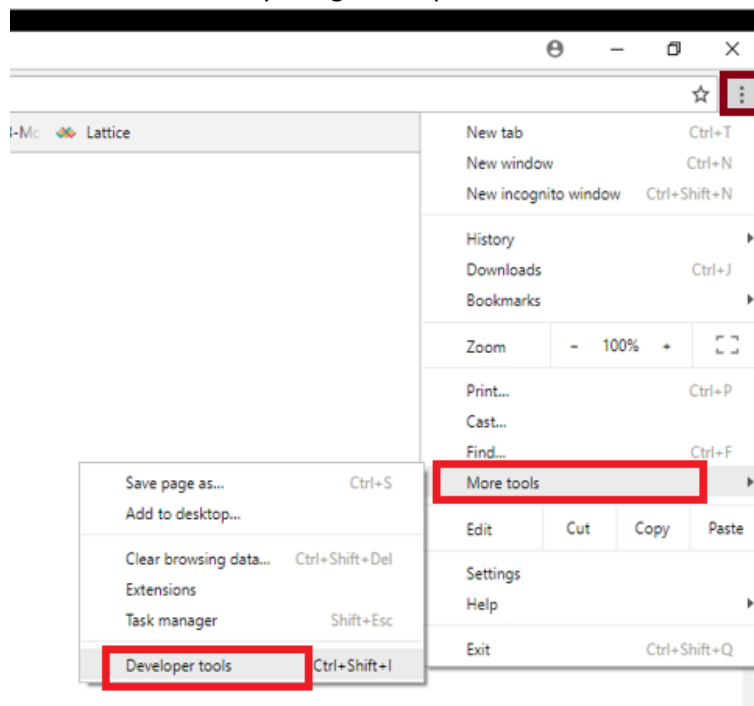 Lattice
New tab Ctrl+T
New window Ctrl+N
New incognito window Ctrl+Shift+N
History
Downloads Ctrl+J
Bookmarks
Zoom - 100% +
Print... Ctrl+P
Cast...
Find... Ctrl+F
More tools
Edit Cut Copy Paste
Settings
Help
Exit Ctrl+Shift+Q
Save page as... Ctrl+S
Add to desktop...
Clear browsing data... Ctrl+Shift+Del
Extensions
Task manager Shift+Esc
Developer tools Ctrl+Shift+I